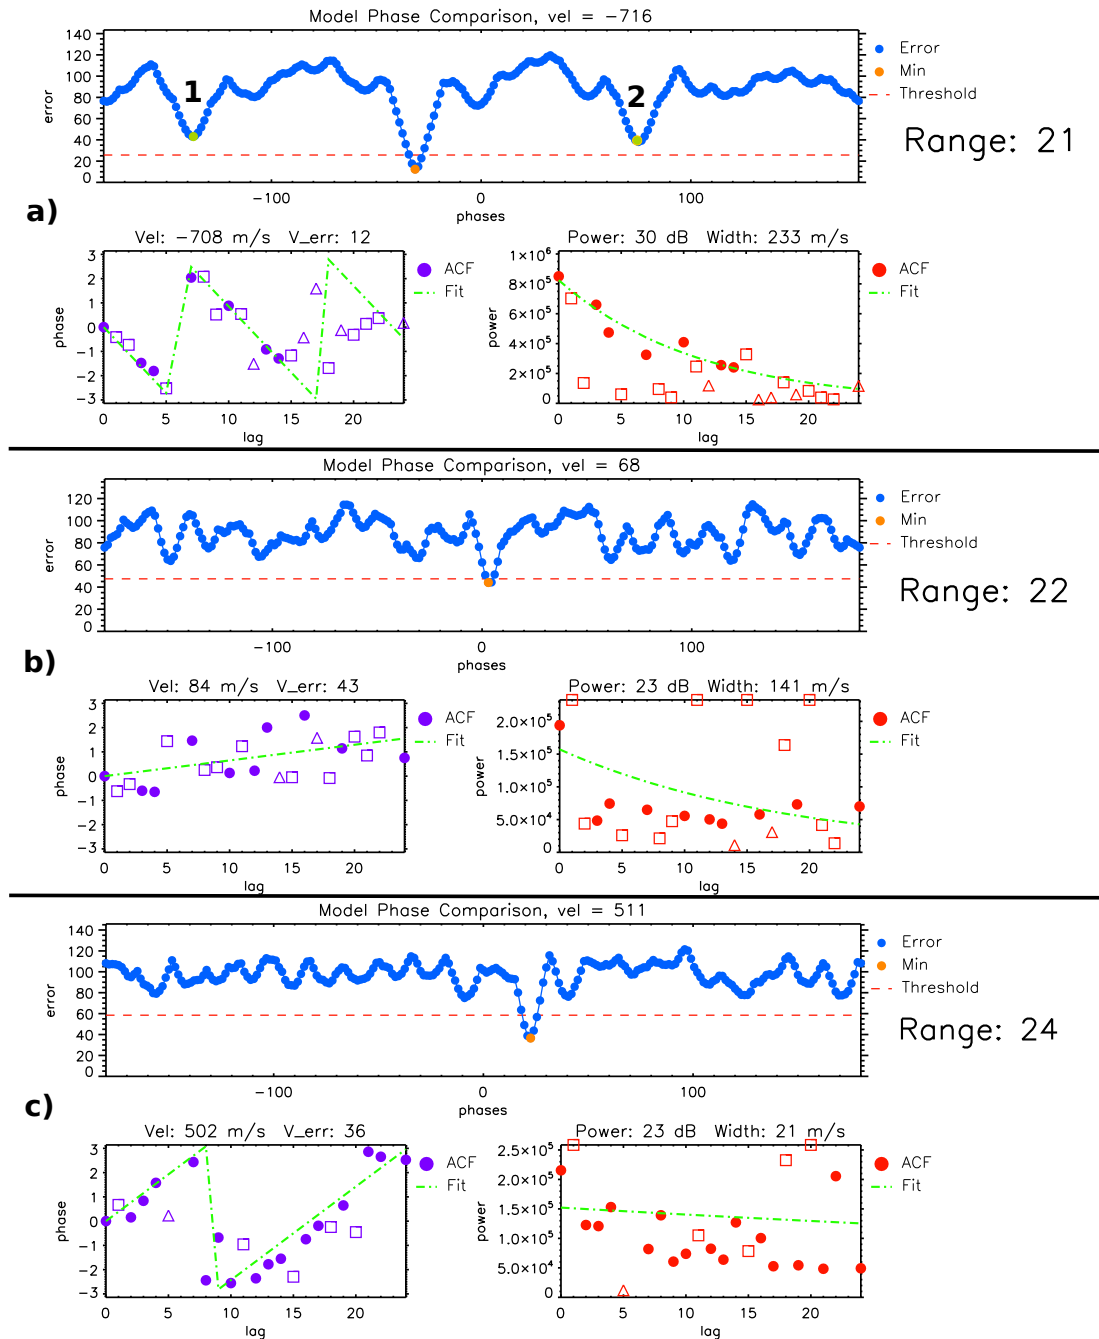 Model Phase Comparison, vel = -716
140
120
100
80
60
40
20
0
error
1
2
Error
Min
Threshold
Range: 21
-100
0
100
phases
a)
Vel: -708 m/s V_err: 12
3
2
1
0
-1
-2
-3
phase
ACF
Fit
0
5
10
15
20
lag
Power: 30 dB Width: 233 m/s
1×10⁶
8×10⁵
6×10⁵
4×10⁵
2×10⁵
0
power
ACF
Fit
0
5
10
15
20
lag
Model Phase Comparison, vel = 68
120
100
80
60
40
20
0
error
Error
Min
Threshold
Range: 22
-100
0
100
phases
b)
Vel: 84 m/s V_err: 43
3
2
1
0
-1
-2
-3
phase
ACF
Fit
0
5
10
15
20
lag
Power: 23 dB Width: 141 m/s
2.0×10⁵
1.5×10⁵
1.0×10⁵
5.0×10⁴
0
power
ACF
Fit
0
5
10
15
20
lag
Model Phase Comparison, vel = 511
140
120
100
80
60
40
20
0
error
Error
Min
Threshold
Range: 24
-100
0
100
phases
c)
Vel: 502 m/s V_err: 36
3
2
1
0
-1
-2
-3
phase
ACF
Fit
0
5
10
15
20
lag
Power: 23 dB Width: 21 m/s
2.5×10⁵
2.0×10⁵
1.5×10⁵
1.0×10⁵
5.0×10⁴
0
power
ACF
Fit
0
5
10
15
20
lag